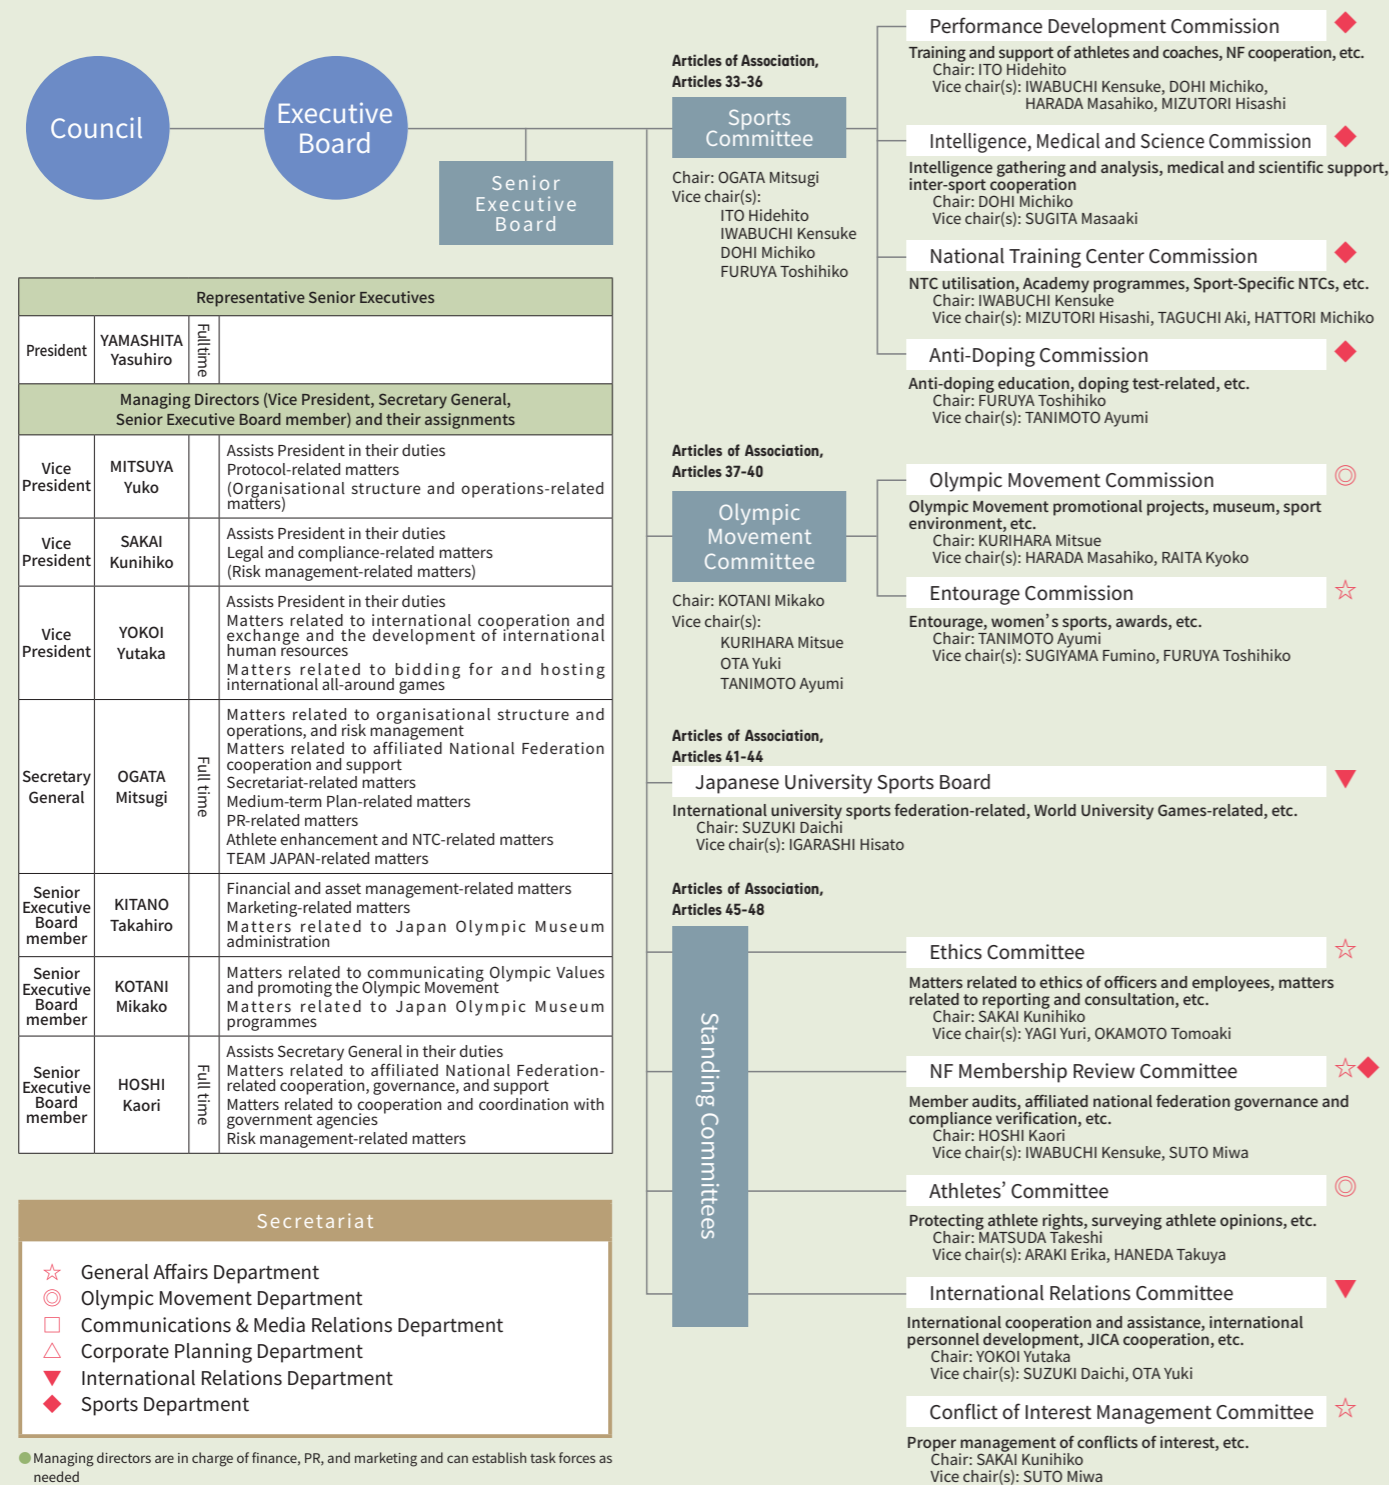 Council
Executive
Board
Senior
Executive
Board
Representative Senior Executives
President
YAMASHITA
Yasuhiro
Full time
Managing Directors (Vice President, Secretary General,
Senior Executive Board member) and their assignments
Vice
President
MITSUYA
Yuko
Assists President in their duties
Protocol-related matters
(Organisational structure and operations-related
matters)
Vice
President
SAKAI
Kunihiko
Assists President in their duties
Legal and compliance-related matters
(Risk management-related matters)
Vice
President
YOKOI
Yutaka
Assists President in their duties
Matters related to international cooperation and
exchange and the development of international
human resources
Matters related to bidding for and hosting
international all-around games
Secretary
General
OGATA
Mitsugi
Full time
Matters related to organisational structure and
operations, and risk management
Matters related to affiliated National Federation
cooperation and support
Secretariat-related matters
Medium-term Plan-related matters
PR-related matters
Athlete enhancement and NTC-related matters
TEAM JAPAN-related matters
Senior
Executive
Board
member
KITANO
Takahiro
Financial and asset management-related matters
Marketing-related matters
Matters related to Japan Olympic Museum
administration
Senior
Executive
Board
member
KOTANI
Mikako
Matters related to communicating Olympic Values
and promoting the Olympic Movement
Matters related to Japan Olympic Museum
programmes
Senior
Executive
Board
member
HOSHI
Kaori
Full time
Assists Secretary General in their duties
Matters related to affiliated National Federation-
related cooperation, governance, and support
Matters related to cooperation and coordination with
government agencies
Risk management-related matters
Secretariat
☆ General Affairs Department
◎ Olympic Movement Department
□ Communications & Media Relations Department
△ Corporate Planning Department
▼ International Relations Department
◆ Sports Department
● Managing directors are in charge of finance, PR, and marketing and can establish task forces as
needed
Articles of Association,
Articles 33-36
Sports
Committee
Chair: OGATA Mitsugi
Vice chair(s):
ITO Hidehito
IWABUCHI Kensuke
DOHI Michiko
FURUYA Toshihiko
Performance Development Commission ◆
Training and support of athletes and coaches, NF cooperation, etc.
Chair: ITO Hidehito
Vice chair(s): IWABUCHI Kensuke, DOHI Michiko,
HARADA Masahiko, MIZUTORI Hisashi
Intelligence, Medical and Science Commission ◆
Intelligence gathering and analysis, medical and scientific support,
inter-sport cooperation
Chair: DOHI Michiko
Vice chair(s): SUGITA Masaaki
National Training Center Commission ◆
NTC utilisation, Academy programmes, Sport-Specific NTCs, etc.
Chair: IWABUCHI Kensuke
Vice chair(s): MIZUTORI Hisashi, TAGUCHI Aki, HATTORI Michiko
Anti-Doping Commission ◆
Anti-doping education, doping test-related, etc.
Chair: FURUYA Toshihiko
Vice chair(s): TANIMOTO Ayumi
Articles of Association,
Articles 37-40
Olympic
Movement
Committee
Chair: KOTANI Mikako
Vice chair(s):
KURIHARA Mitsue
OTA Yuki
TANIMOTO Ayumi
Olympic Movement Commission ◎
Olympic Movement promotional projects, museum, sport
environment, etc.
Chair: KURIHARA Mitsue
Vice chair(s): HARADA Masahiko, RAITA Kyoko
Entourage Commission ☆
Entourage, women's sports, awards, etc.
Chair: TANIMOTO Ayumi
Vice chair(s): SUGIYAMA Fumino, FURUYA Toshihiko
Articles of Association,
Articles 41-44
Japanese University Sports Board ▼
International university sports federation-related, World University Games-related, etc.
Chair: SUZUKI Daichi
Vice chair(s): IGARASHI Hisato
Articles of Association,
Articles 45-48
Standing Committees
Ethics Committee ☆
Matters related to ethics of officers and employees, matters
related to reporting and consultation, etc.
Chair: SAKAI Kunihiko
Vice chair(s): YAGI Yuri, OKAMOTO Tomoaki
NF Membership Review Committee ☆◆
Member audits, affiliated national federation governance and
compliance verification, etc.
Chair: HOSHI Kaori
Vice chair(s): IWABUCHI Kensuke, SUTO Miwa
Athletes' Committee ◎
Protecting athlete rights, surveying athlete opinions, etc.
Chair: MATSUDA Takeshi
Vice chair(s): ARAKI Erika, HANEDA Takuya
International Relations Committee ▼
International cooperation and assistance, international
personnel development, JICA cooperation, etc.
Chair: YOKOI Yutaka
Vice chair(s): SUZUKI Daichi, OTA Yuki
Conflict of Interest Management Committee ☆
Proper management of conflicts of interest, etc.
Chair: SAKAI Kunihiko
Vice chair(s): SUTO Miwa